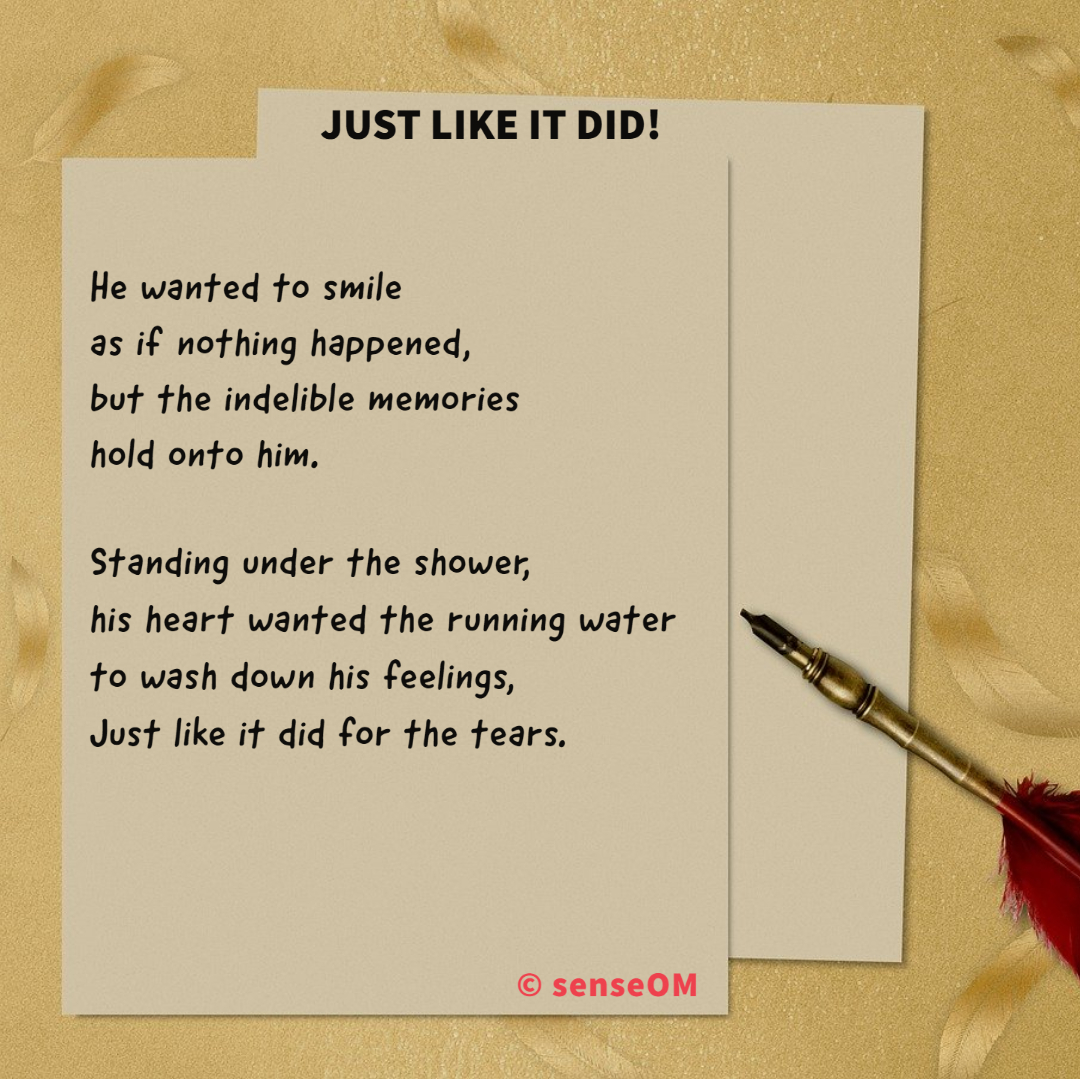 JUST LIKE IT DID!
He wanted to smile
as if nothing happened,
but the indelible memories
hold onto him.
Standing under the shower,
his heart wanted the running water
to wash down his feelings,
Just like it did for the tears.
© senseOM